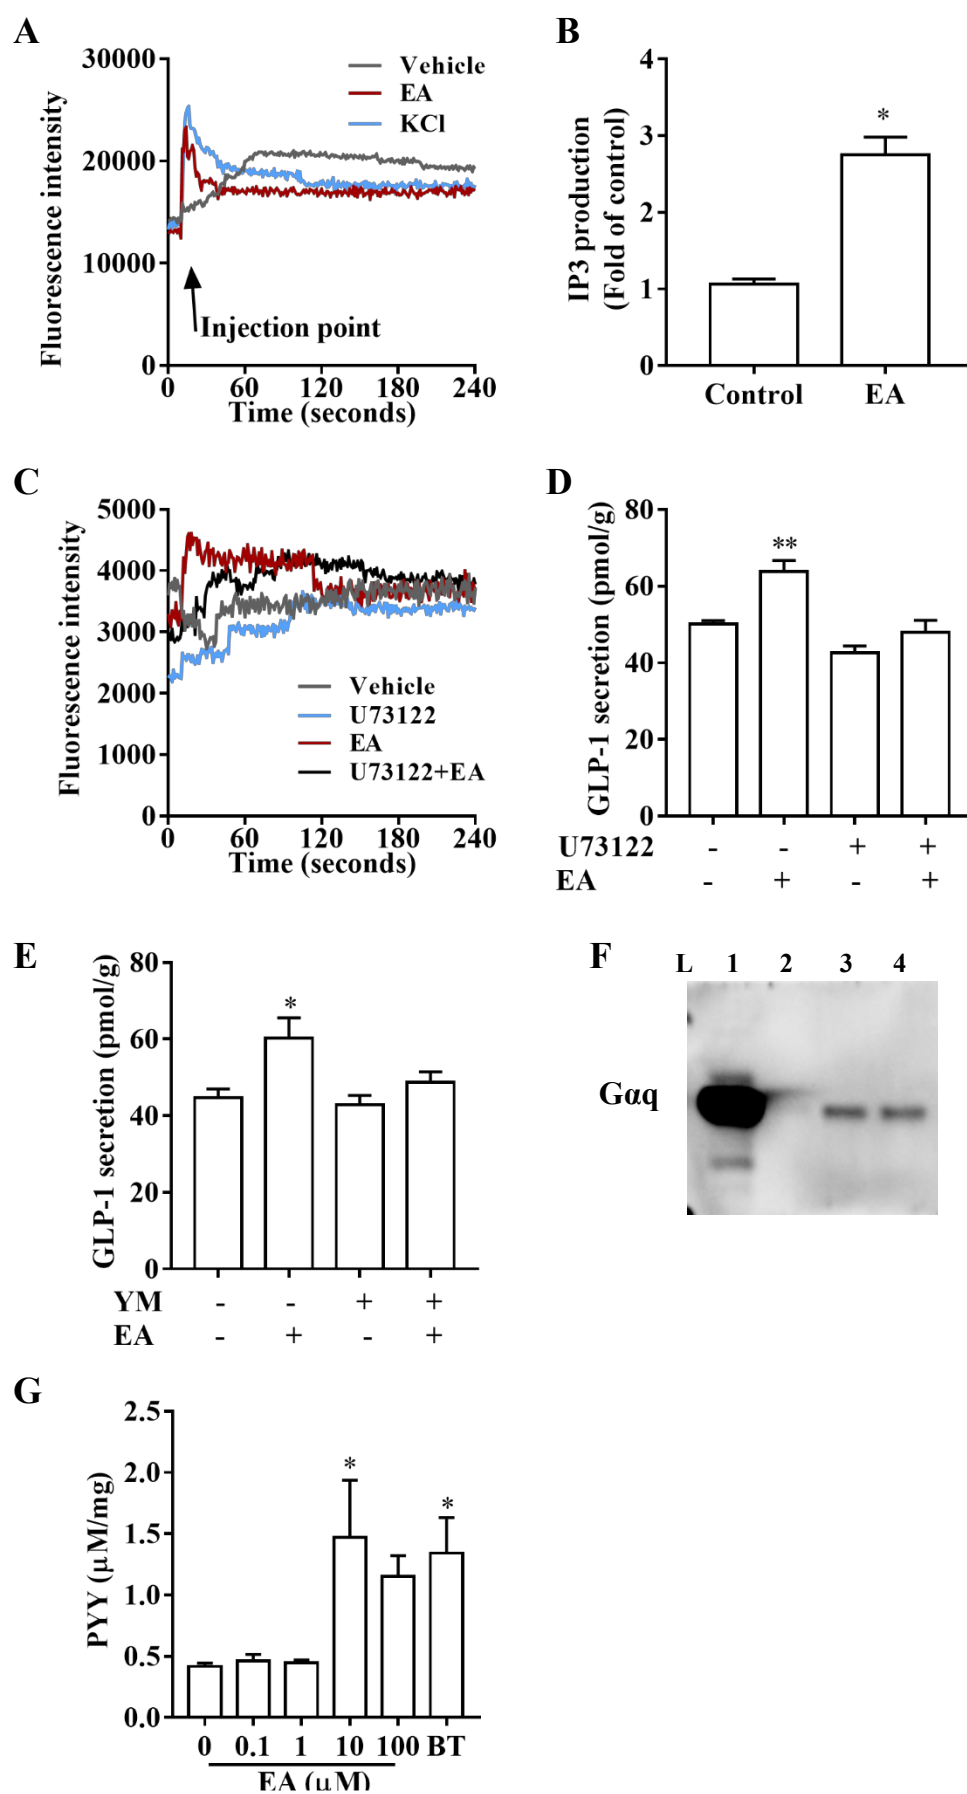 A
Fluorescence intensity
30000
20000
10000
0
Vehicle
EA
KCl
Injection point
0 60 120 180 240
Time (seconds)
B
IP3 production
(Fold of control)
4
3
2
1
0
*
Control EA
C
Fluorescence intensity
5000
4000
3000
2000
1000
0
Vehicle
U73122
EA
U73122+EA
0 60 120 180 240
Time (seconds)
D
GLP-1 secretion (pmol/g)
80
60
40
20
0
**
U73122 - - + +
EA - + - +
E
GLP-1 secretion (pmol/g)
80
60
40
20
0
*
YM - - + +
EA - + - +
F
L 1 2 3 4
Gαq
G
PYY (μM/mg)
2.5
2.0
1.5
1.0
0.5
0.0
*
*
0 0.1 1 10 100 BT
EA (μM)